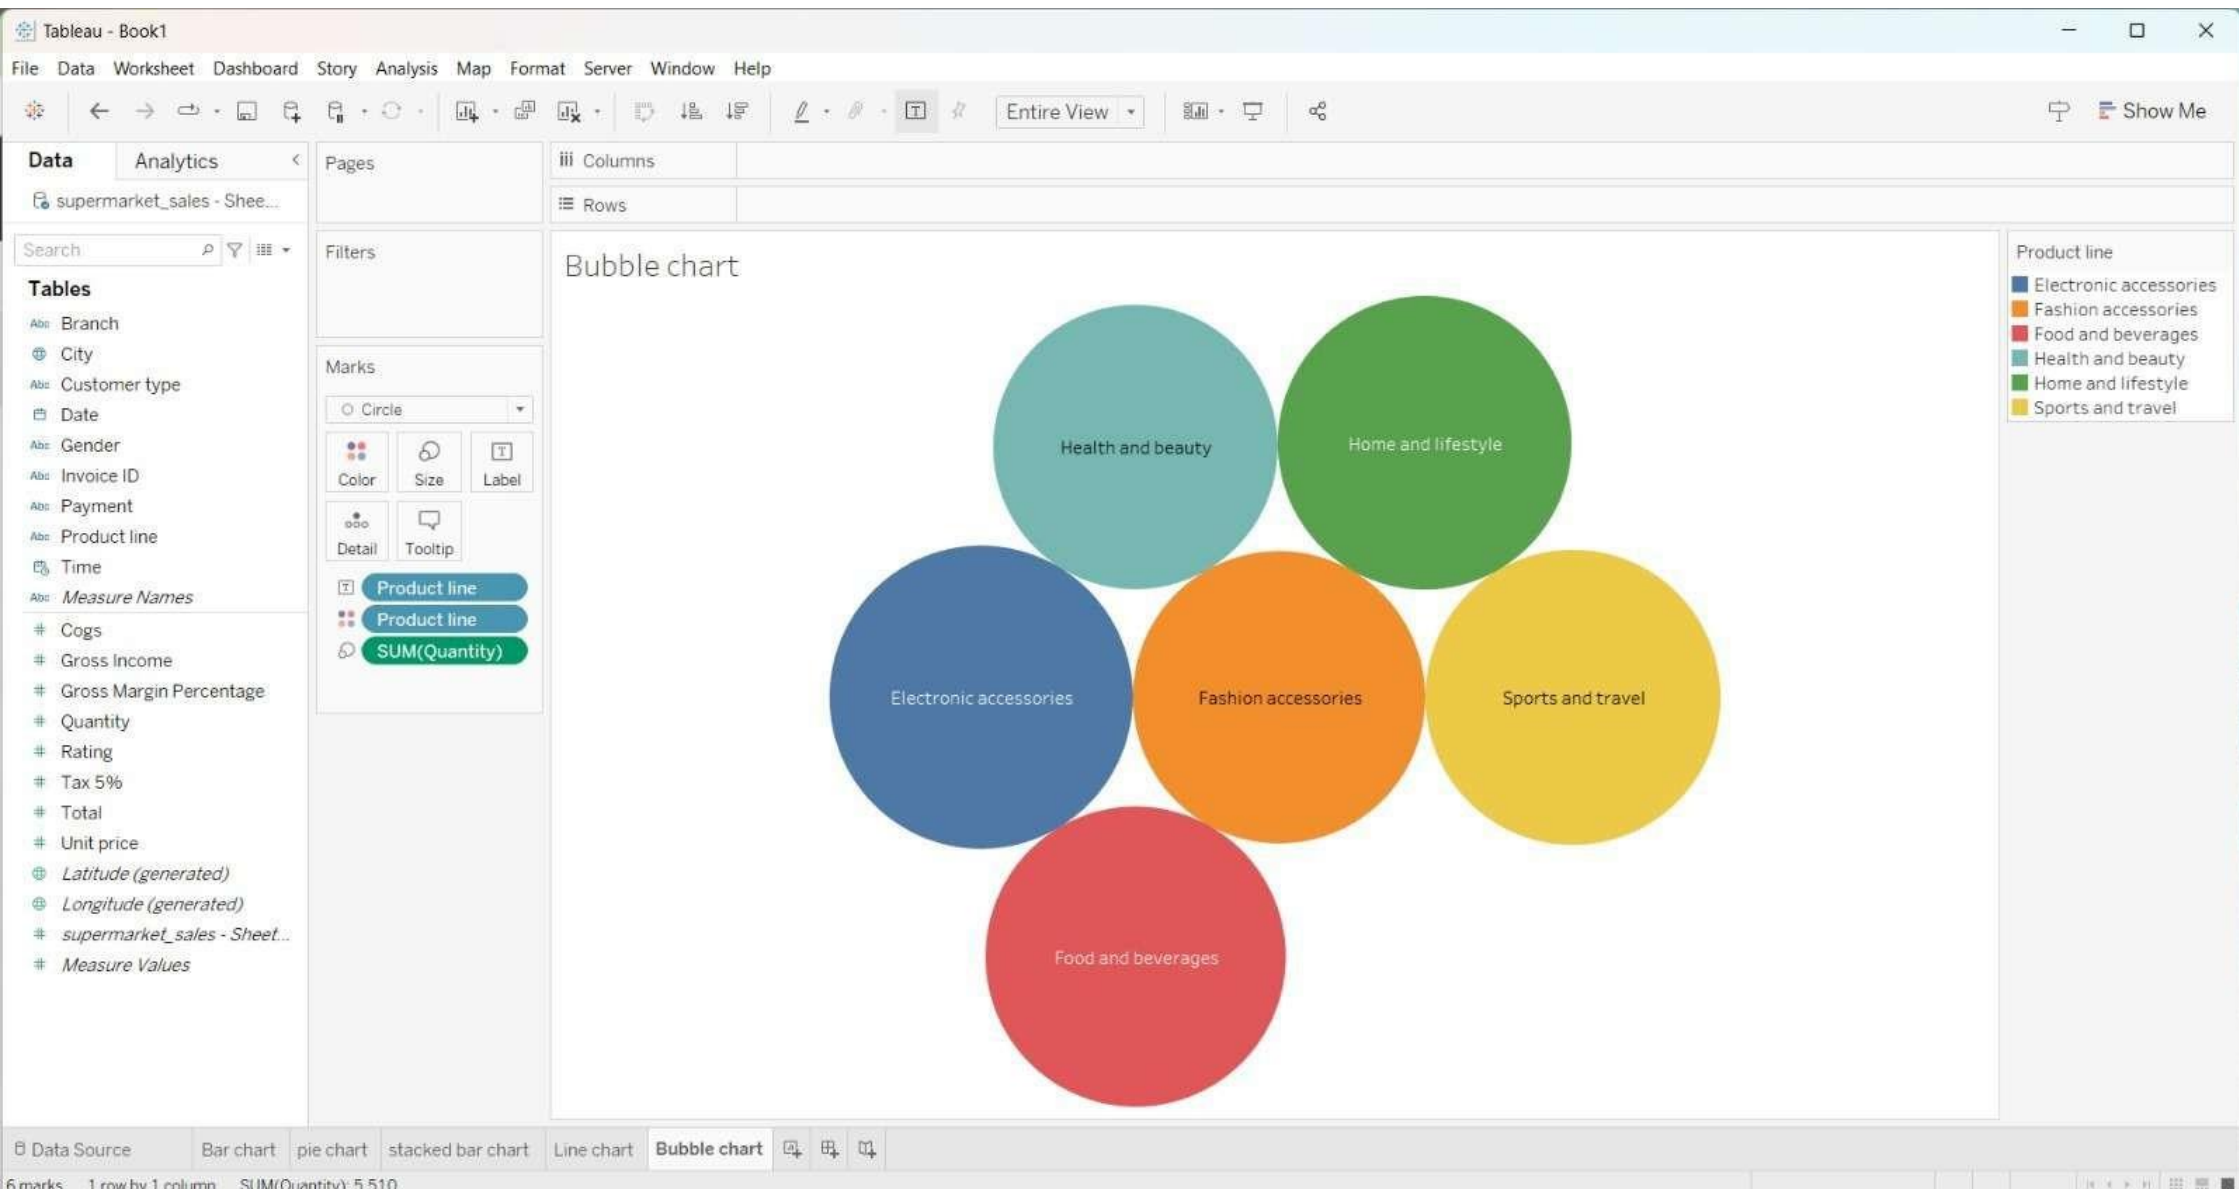 Tableau - Book1
File Data Worksheet Dashboard Story Analysis Map Format Server Window Help
Entire View
Show Me
Data Analytics
supermarket_sales - Shee...
Search
Tables
Abc Branch
City
Abc Customer type
Date
Abc Gender
Abc Invoice ID
Abc Payment
Abc Product line
Time
Abc Measure Names
# Cogs
# Gross Income
# Gross Margin Percentage
# Quantity
# Rating
# Tax 5%
# Total
# Unit price
Latitude (generated)
Longitude (generated)
# supermarket_sales - Sheet...
# Measure Values
Pages
Filters
Marks
Circle
Color Size Label
Detail Tooltip
Product line
Product line
SUM(Quantity)
Columns
Rows
Bubble chart
Health and beauty
Home and lifestyle
Electronic accessories
Fashion accessories
Sports and travel
Food and beverages
Product line
Electronic accessories
Fashion accessories
Food and beverages
Health and beauty
Home and lifestyle
Sports and travel
Data Source Bar chart pie chart stacked bar chart Line chart Bubble chart
6 marks 1 row by 1 column SUM(Quantity): 5,510